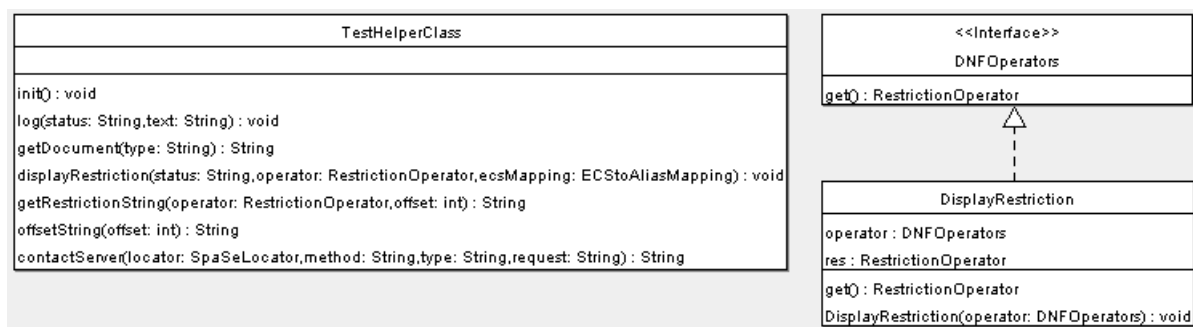 TestHelperClass
init() : void
log(status: String,text: String) : void
getDocument(type: String) : String
displayRestriction(status: String,operator: RestrictionOperator,ecsMapping: ECStoAliasMapping) : void
getRestrictionString(operator: RestrictionOperator,offset: int) : String
offsetString(offset: int) : String
contactServer(locator: SpaSeLocator,method: String,type: String,request: String) : String
<<Interface>>
DNFOperators
get() : RestrictionOperator
DisplayRestriction
operator : DNFOperators
res : RestrictionOperator
get() : RestrictionOperator
DisplayRestriction(operator: DNFOperators) : void